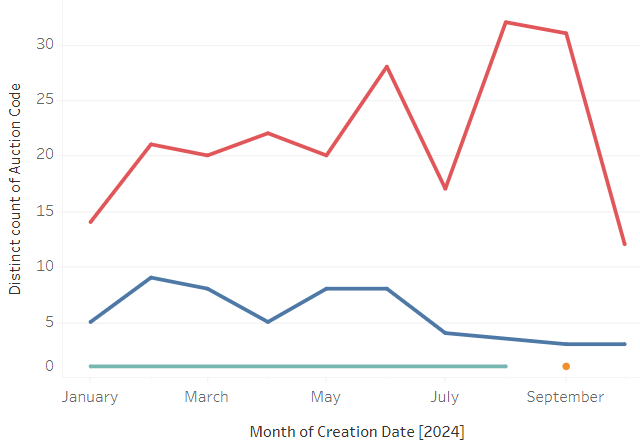 30
25
20
15
10
5
0
Distinct count of Auction Code
January March May July September
Month of Creation Date [2024]